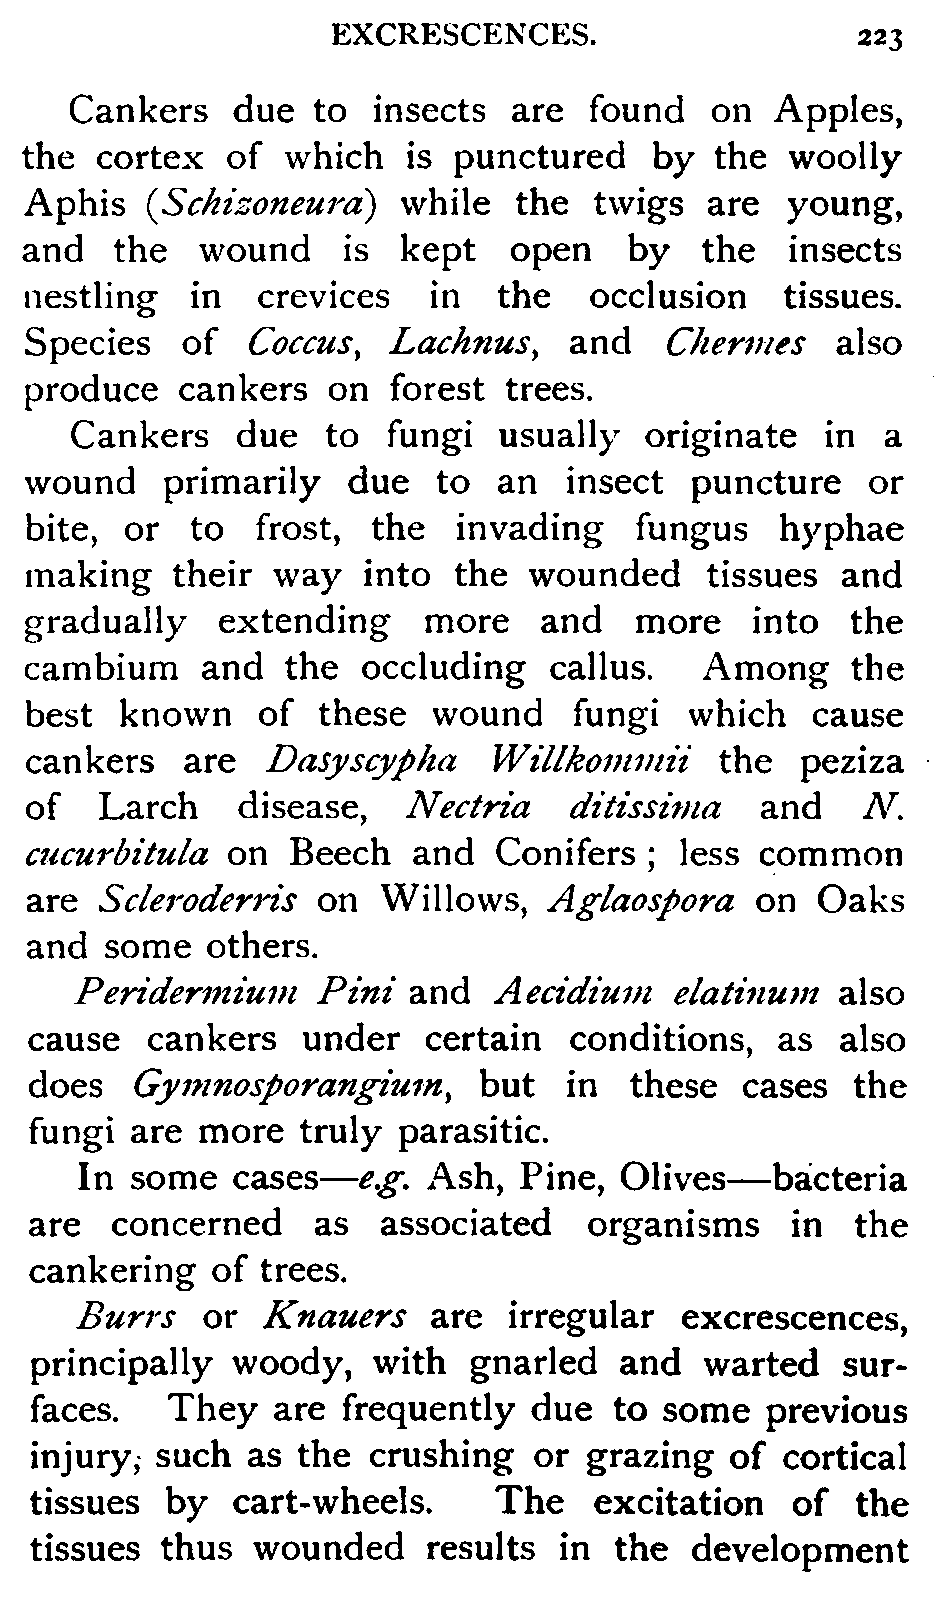 EXCRESCENCES. 223
Cankers due to insects are found on Apples,
the cortex of which is punctured by the woolly
Aphis (Schizoneura) while the twigs are young,
and the wound is kept open by the insects
nestling in crevices in the occlusion tissues.
Species of Coccus, Lachnus, and Chermes also
produce cankers on forest trees.
Cankers due to fungi usually originate in a
wound primarily due to an insect puncture or
bite, or to frost, the invading fungus hyphae
making their way into the wounded tissues and
gradually extending more and more into the
cambium and the occluding callus. Among the
best known of these wound fungi which cause
cankers are Dasyscypha Willkommii the peziza
of Larch disease, Nectria ditissima and N.
cucurbitula on Beech and Conifers ; less common
are Scleroderris on Willows, Aglaospora on Oaks
and some others.
Peridermium Pini and Aecidium elatinum also
cause cankers under certain conditions, as also
does Gymnosporangium, but in these cases the
fungi are more truly parasitic.
In some cases—e.g. Ash, Pine, Olives—bacteria
are concerned as associated organisms in the
cankering of trees.
Burrs or Knauers are irregular excrescences,
principally woody, with gnarled and warted sur-
faces. They are frequently due to some previous
injury, such as the crushing or grazing of cortical
tissues by cart-wheels. The excitation of the
tissues thus wounded results in the development